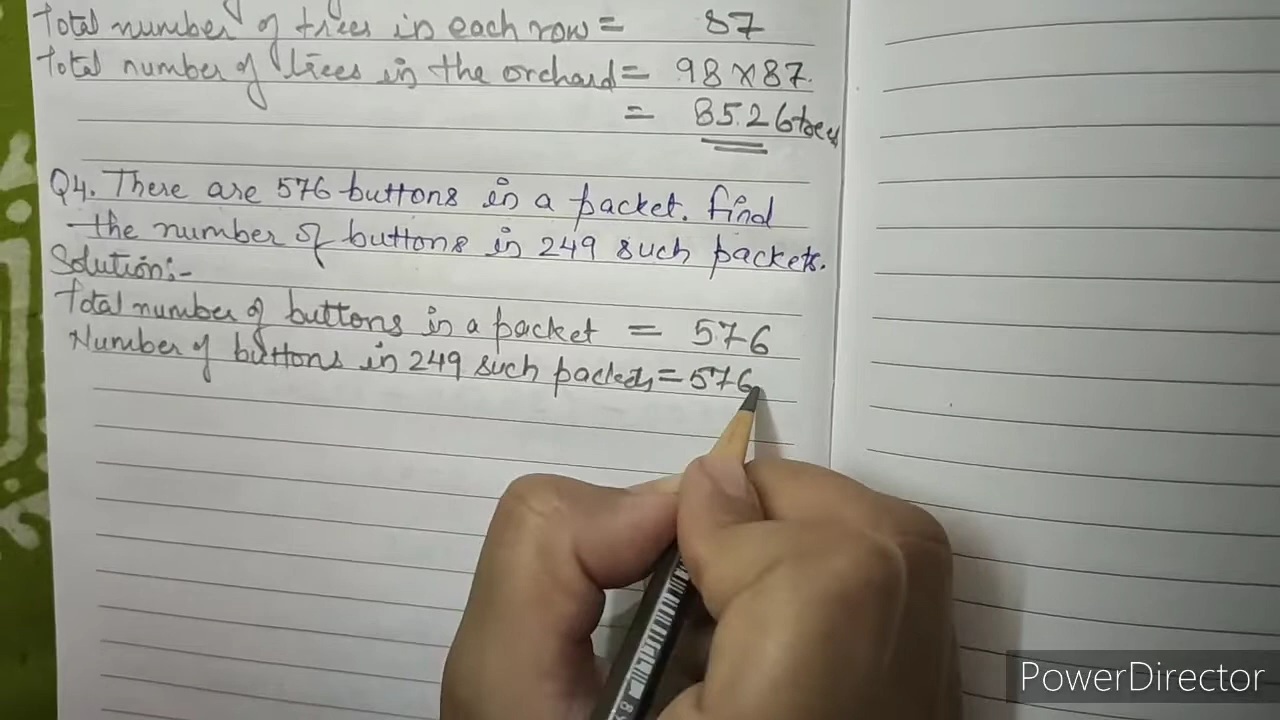 Total number of trees in each row = 87
Total number of trees in the orchard = 98 × 87.
= 8526 trees
Q4. There are 576 buttons in a packet. Find
the number of buttons in 249 such packets.
Solution:-
Total number of buttons in a packet = 576
Number of buttons in 249 such packets = 576
PowerDirector